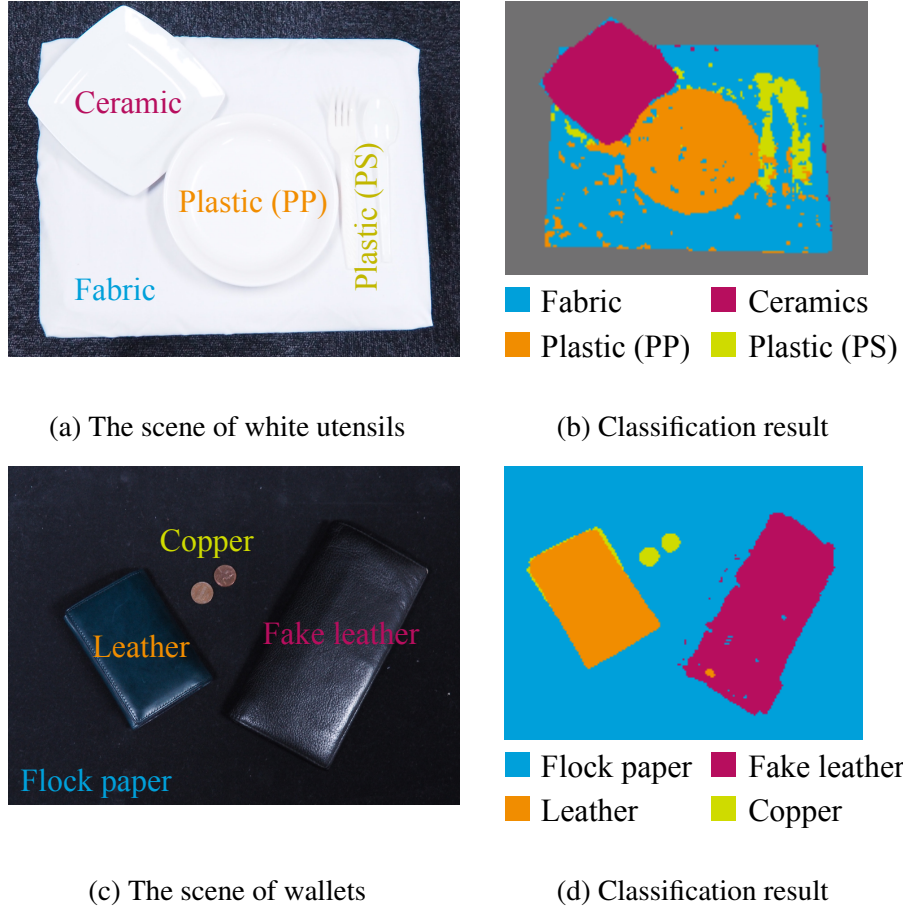 Ceramic
Plastic (PP)
Plastic (PS)
Fabric
Fabric
Ceramics
Plastic (PP)
Plastic (PS)
(a) The scene of white utensils
(b) Classification result
Copper
Leather
Fake leather
Flock paper
Flock paper
Fake leather
Leather
Copper
(c) The scene of wallets
(d) Classification result